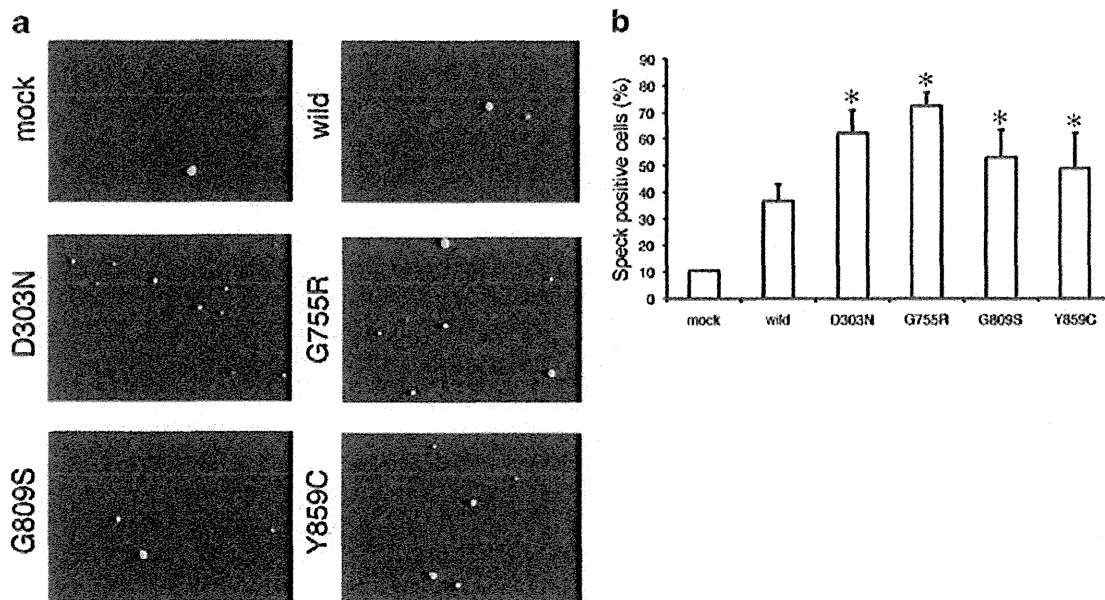 a
mock
wild
D303N
G755R
G809S
Y859C
b
Speck positive cells (%)
90
80
70
60
50
40
30
20
10
0
*
*
*
*
mock wild D303N G755R G809S Y859C